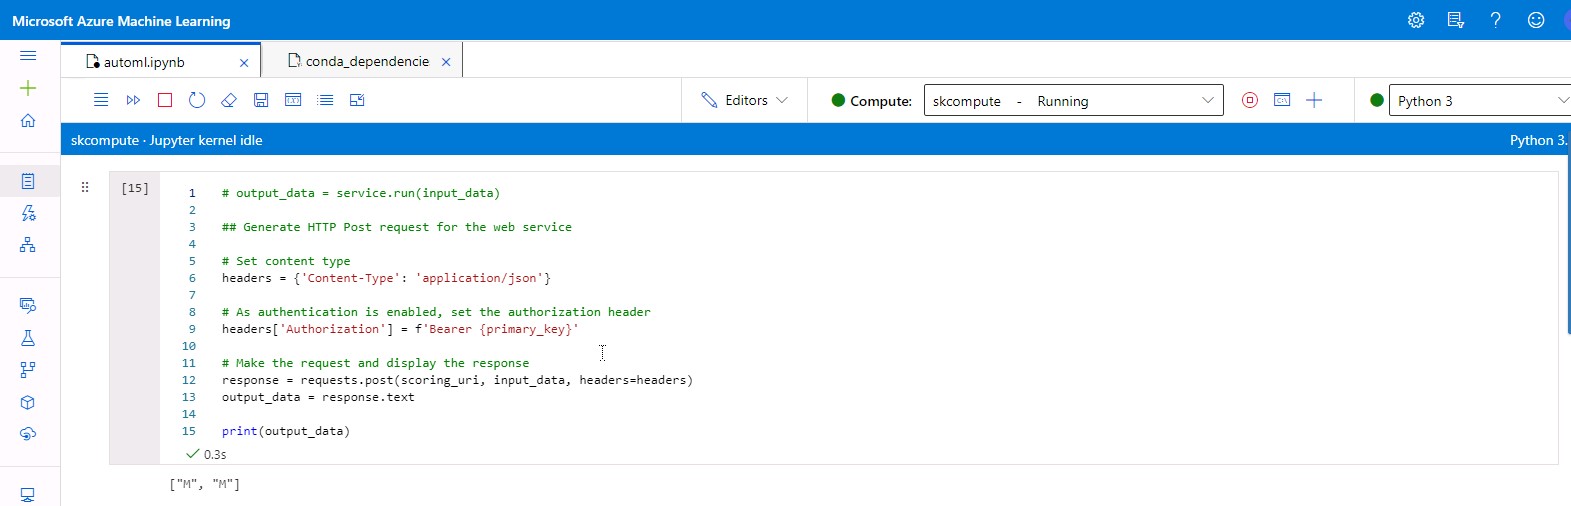 Microsoft Azure Machine Learning
automl.ipynb
conda_dependencie
Editors
Compute:
skcompute - Running
Python 3
skcompute · Jupyter kernel idle
Python 3.
[15]
1 # output_data = service.run(input_data)
2
3 ## Generate HTTP Post request for the web service
4
5 # Set content type
6 headers = {'Content-Type': 'application/json'}
7
8 # As authentication is enabled, set the authorization header
9 headers['Authorization'] = f'Bearer {primary_key}'
10
11 # Make the request and display the response
12 response = requests.post(scoring_uri, input_data, headers=headers)
13 output_data = response.text
14
15 print(output_data)
0.3s
["M", "M"]